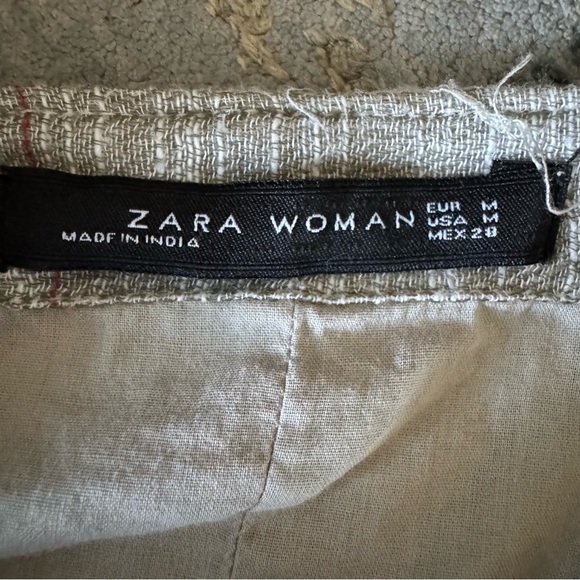 ZARA WOMAN
MADE IN INDIA
EUR M
USA M
MEX 28